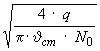 √(4 · q / (π · ϑ_cm · N_0))